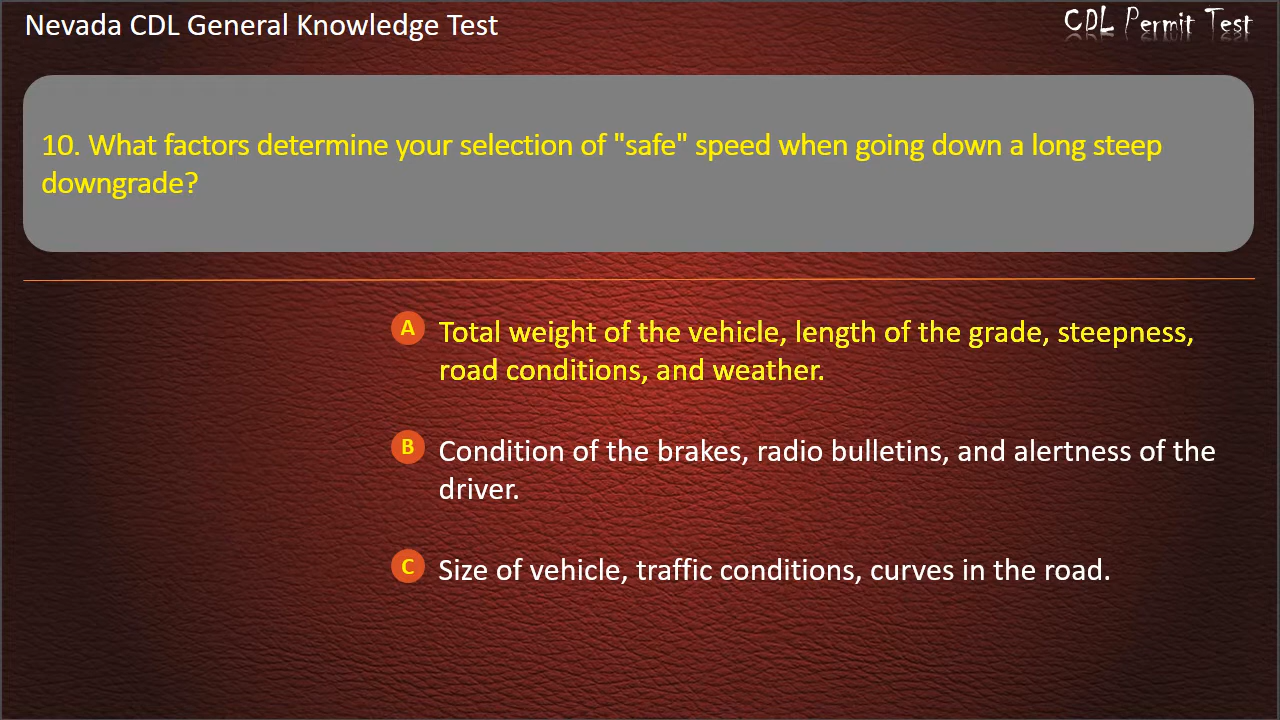 Nevada CDL General Knowledge Test
CDL Permit Test
10. What factors determine your selection of "safe" speed when going down a long steep
downgrade?
A Total weight of the vehicle, length of the grade, steepness,
road conditions, and weather.
B Condition of the brakes, radio bulletins, and alertness of the
driver.
C Size of vehicle, traffic conditions, curves in the road.